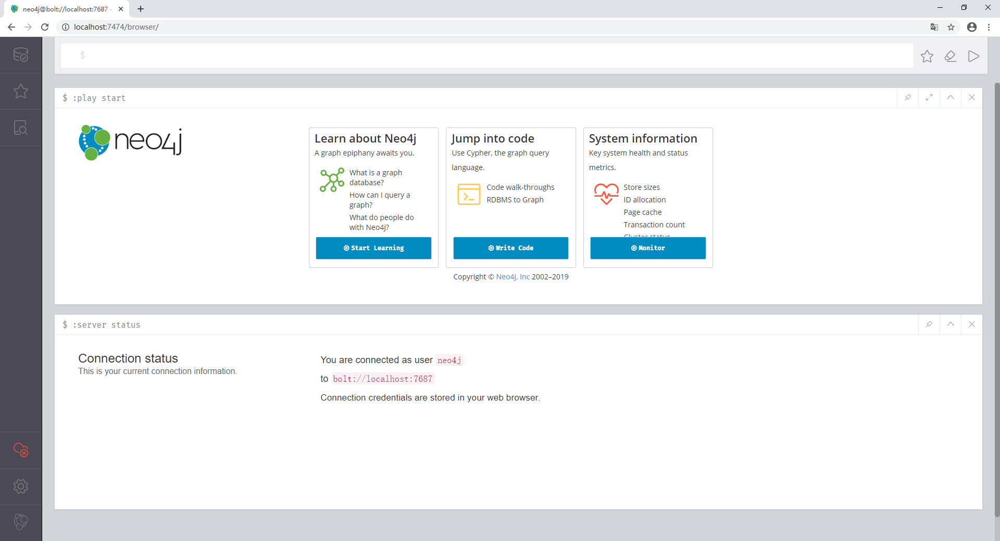 neo4j@bolt://localhost:7687 -
localhost:7474/browser/
$
$ :play start
neo4j
Learn about Neo4j
A graph epiphany awaits you.
What is a graph
database?
How can I query a
graph?
What do people do
with Neo4j?
Start Learning
Jump into code
Use Cypher, the graph query
language.
Code walk-throughs
RDBMS to Graph
Write Code
System information
Key system health and status
metrics.
Store sizes
ID allocation
Page cache
Transaction count
Cluster status
Monitor
Copyright © Neo4j, Inc 2002–2019
$ :server status
Connection status
This is your current connection information.
You are connected as user neo4j
to bolt://localhost:7687
Connection credentials are stored in your web browser.